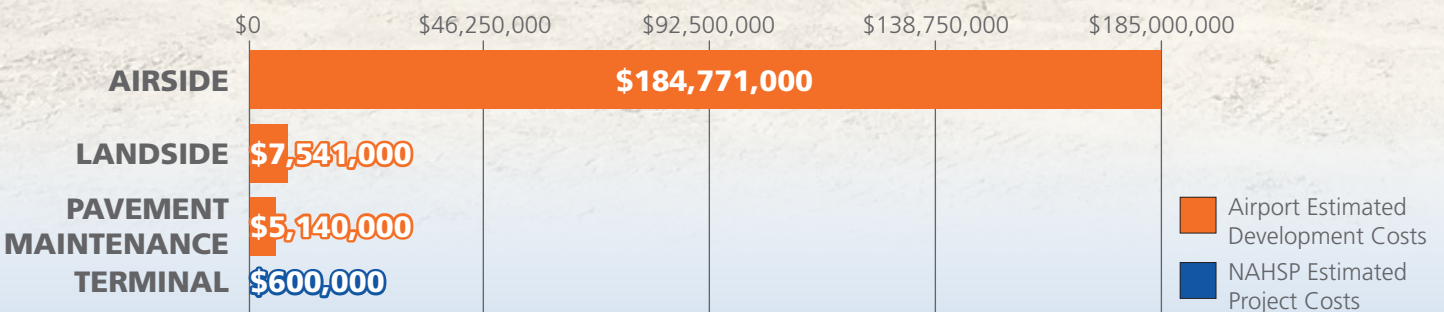 $0 $46,250,000 $92,500,000 $138,750,000 $185,000,000
AIRSIDE $184,771,000
LANDSIDE $7,541,000
PAVEMENT
MAINTENANCE $5,140,000
TERMINAL $600,000
Airport Estimated
Development Costs
NAHSP Estimated
Project Costs